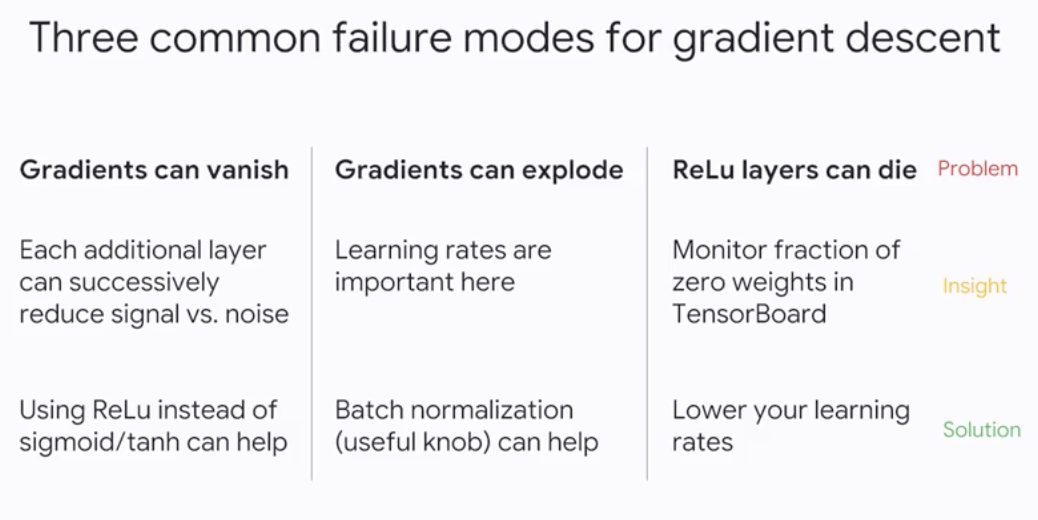 Three common failure modes for gradient descent
Gradients can vanish
Gradients can explode
ReLu layers can die
Problem
Each additional layer
can successively
reduce signal vs. noise
Learning rates are
important here
Monitor fraction of
zero weights in
TensorBoard
Insight
Using ReLu instead of
sigmoid/tanh can help
Batch normalization
(useful knob) can help
Lower your learning
rates
Solution